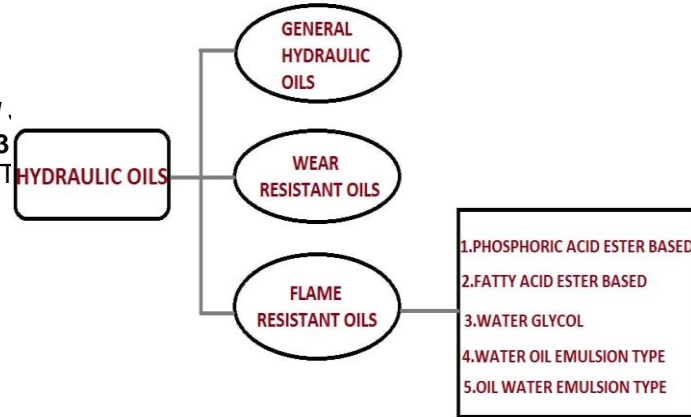 GENERAL
HYDRAULIC
OILS
3
HYDRAULIC OILS
WEAR
RESISTANT OILS
FLAME
RESISTANT OILS
1.PHOSPHORIC ACID ESTER BASED
2.FATTY ACID ESTER BASED
3.WATER GLYCOL
4.WATER OIL EMULSION TYPE
5.OIL WATER EMULSION TYPE